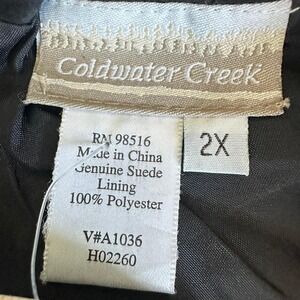 Coldwater Creek
RN 98516
Made in China
Genuine Suede
Lining
100% Polyester
V#A1036
H02260
2X